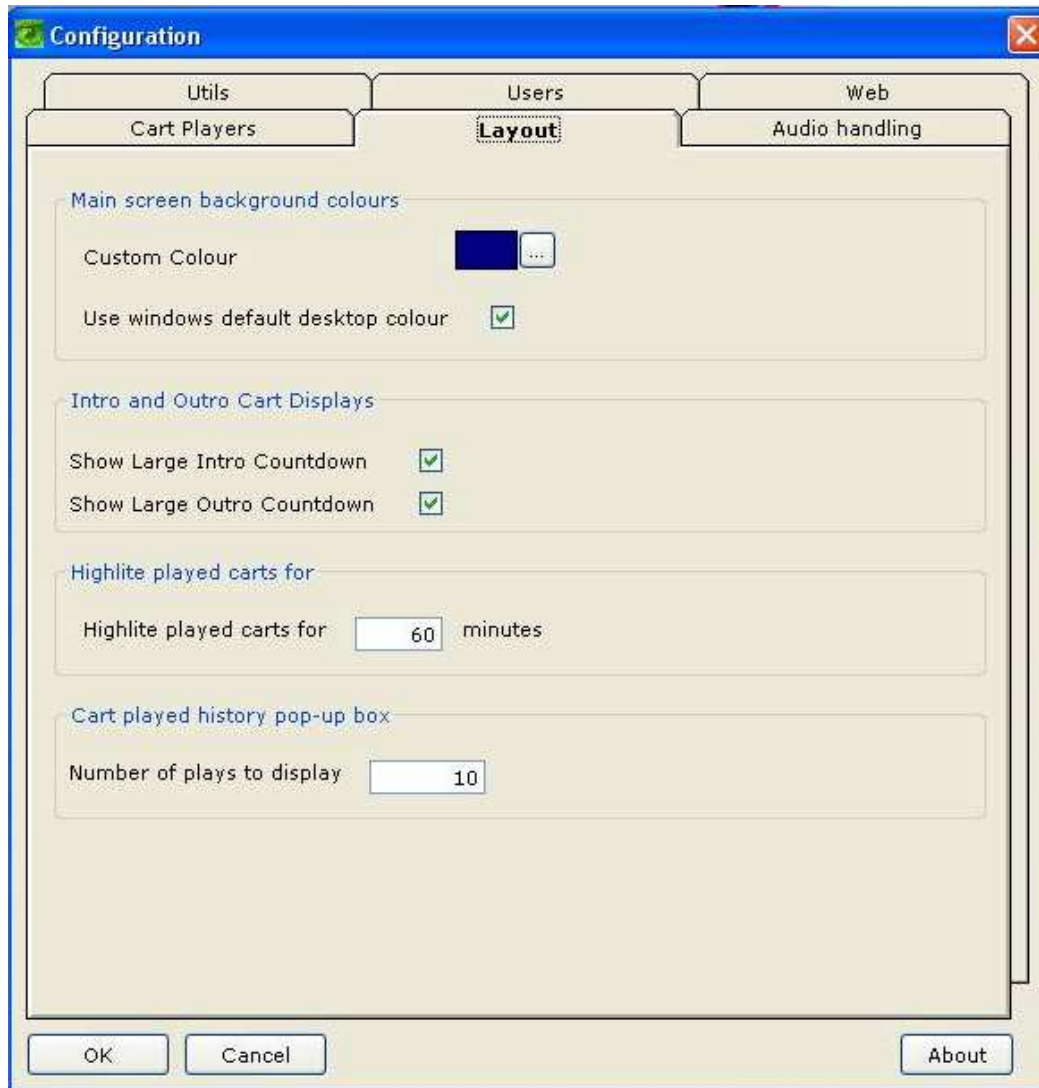 Configuration
Utils Users Web
Cart Players Layout Audio handling
Main screen background colours
Custom Colour ...
Use windows default desktop colour
Intro and Outro Cart Displays
Show Large Intro Countdown
Show Large Outro Countdown
Highlite played carts for
Highlite played carts for 60 minutes
Cart played history pop-up box
Number of plays to display 10
OK Cancel About